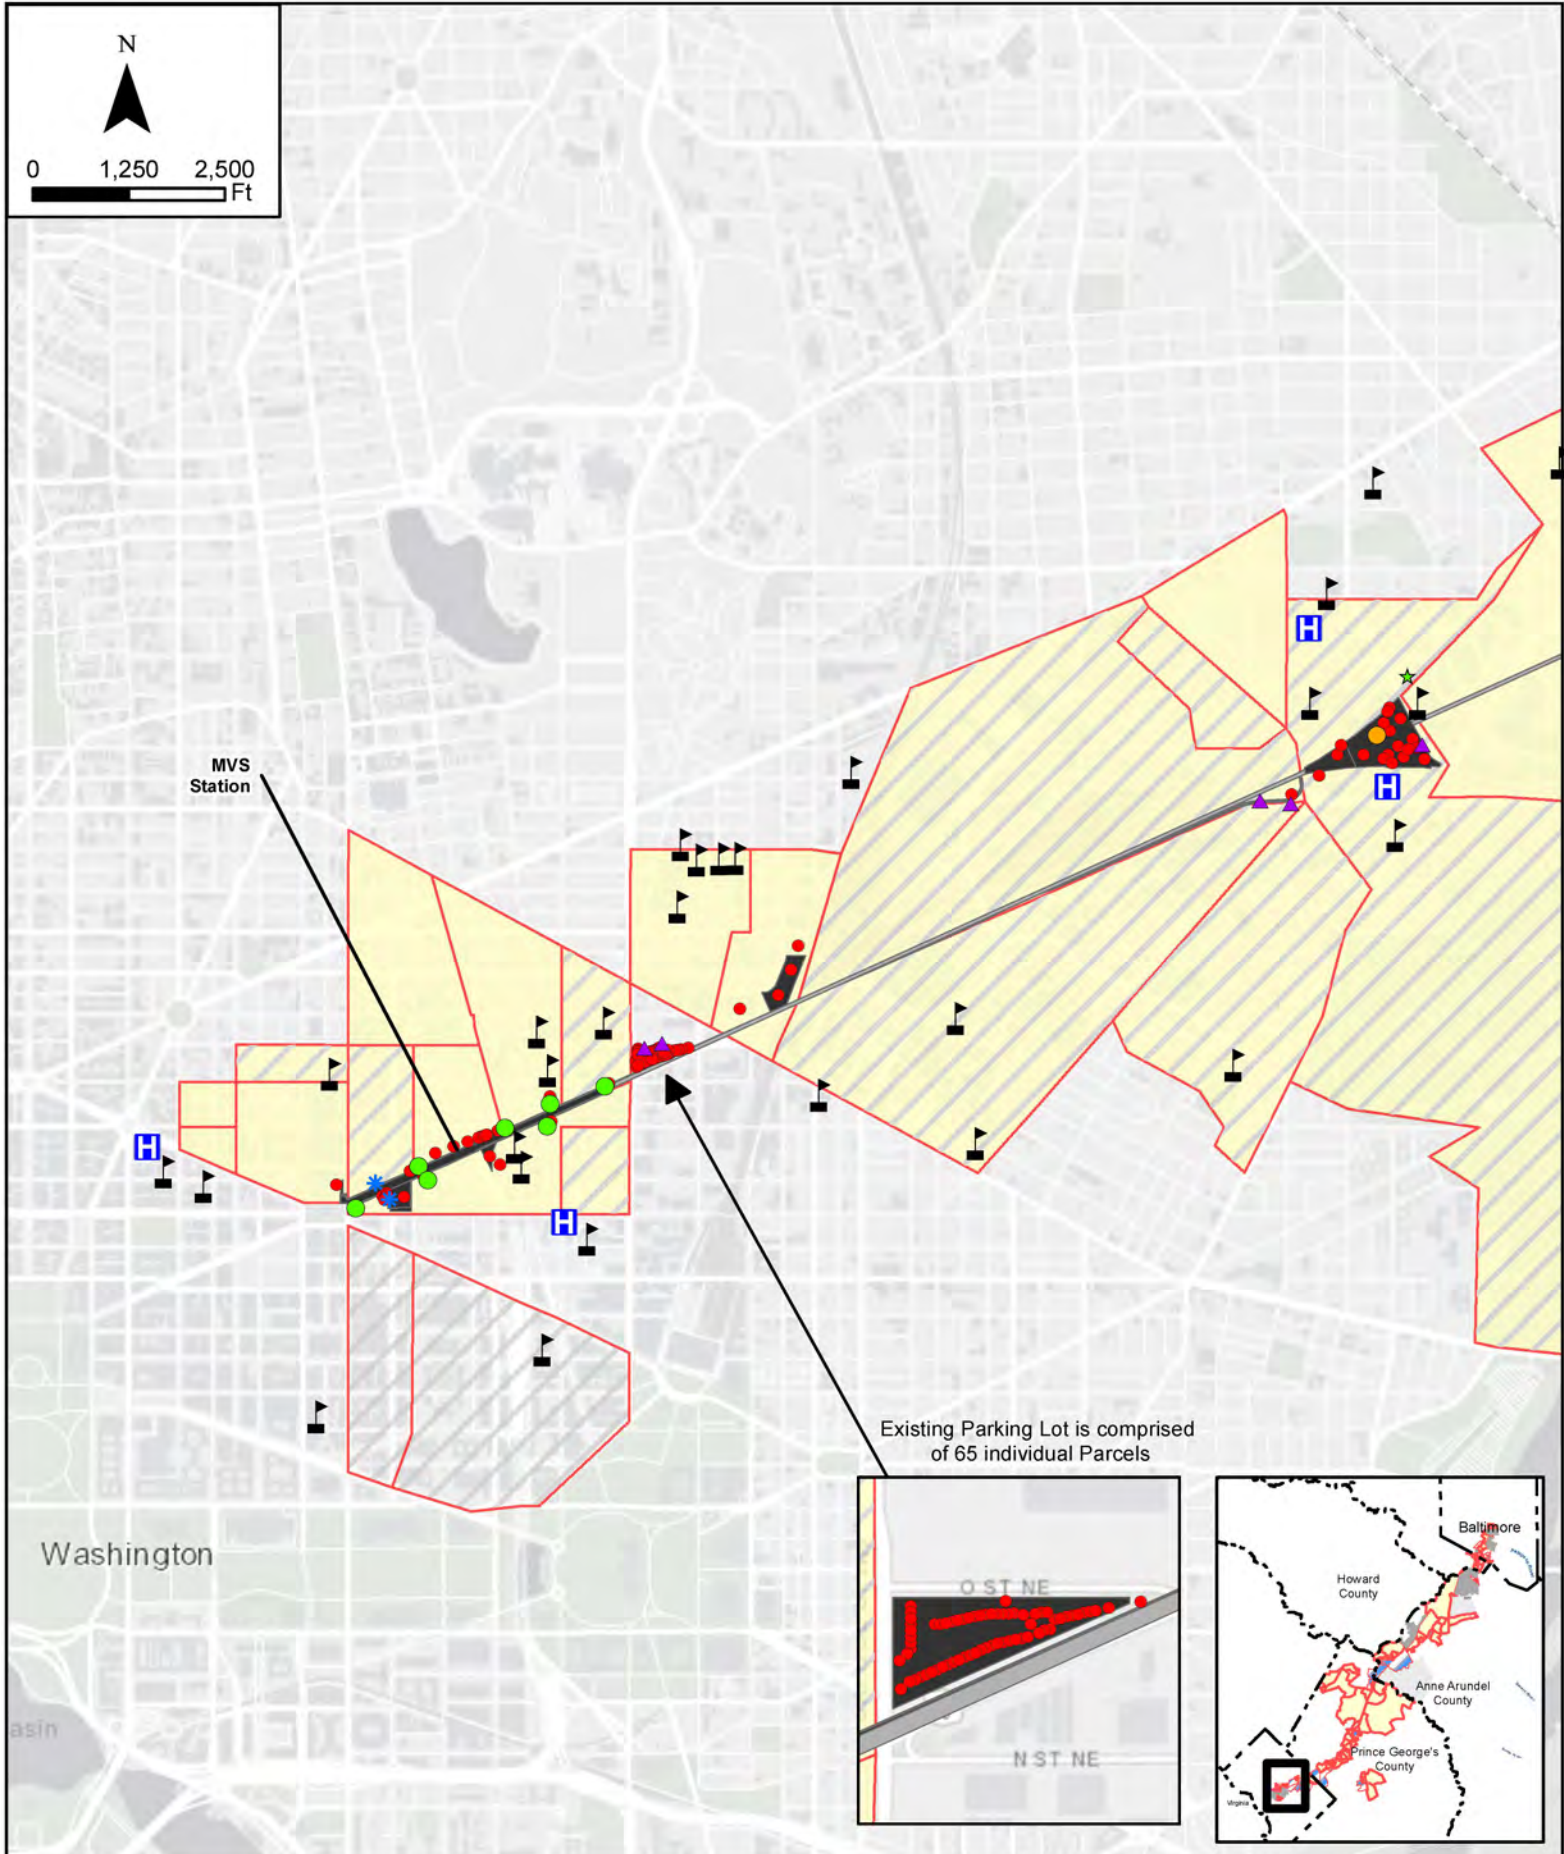 N
0 1,250 2,500
Ft
MVS
Station
H
H
H
H
Existing Parking Lot is comprised
of 65 individual Parcels
Washington
asin
O ST NE
N ST NE
Baltimore
Howard
County
Anne Arundel
County
Prince George's
County
Virginia